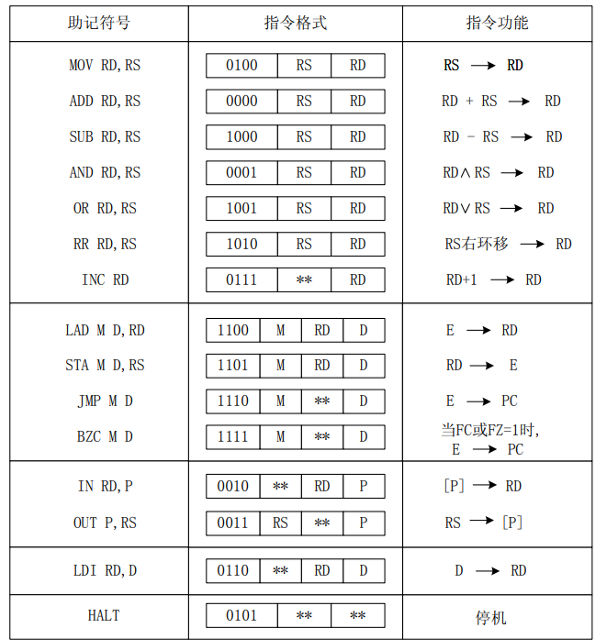 助记符号 指令格式 指令功能
MOV RD,RS 0100 RS RD RS → RD
ADD RD,RS 0000 RS RD RD + RS → RD
SUB RD,RS 1000 RS RD RD - RS → RD
AND RD,RS 0001 RS RD RD∧RS → RD
OR RD,RS 1001 RS RD RD∨RS → RD
RR RD,RS 1010 RS RD RS右环移 → RD
INC RD 0111 ** RD RD+1 → RD
LAD M D,RD 1100 M RD D E → RD
STA M D,RS 1101 M RD D RD → E
JMP M D 1110 M ** D E → PC
BZC M D 1111 M ** D 当FC或FZ=1时,
E → PC
IN RD,P 0010 ** RD P [P] → RD
OUT P,RS 0011 RS ** P RS → [P]
LDI RD,D 0110 ** RD D D → RD
HALT 0101 ** ** 停机